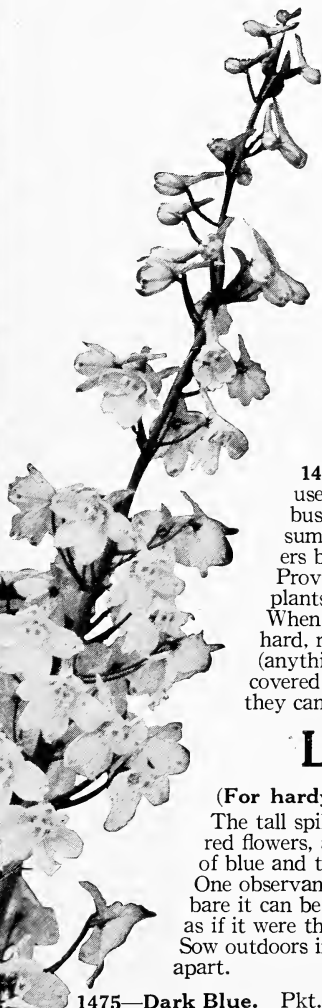 14
use
bus
sum
ers b
Prov
plants
When
hard, r
(anythi
covered
they can
L
(For hardy
The tall spil
red flowers,
of blue and t
One observan
bare it can be
as if it were th
Sow outdoors i
apart.
1475—Dark Blue. Pkt.